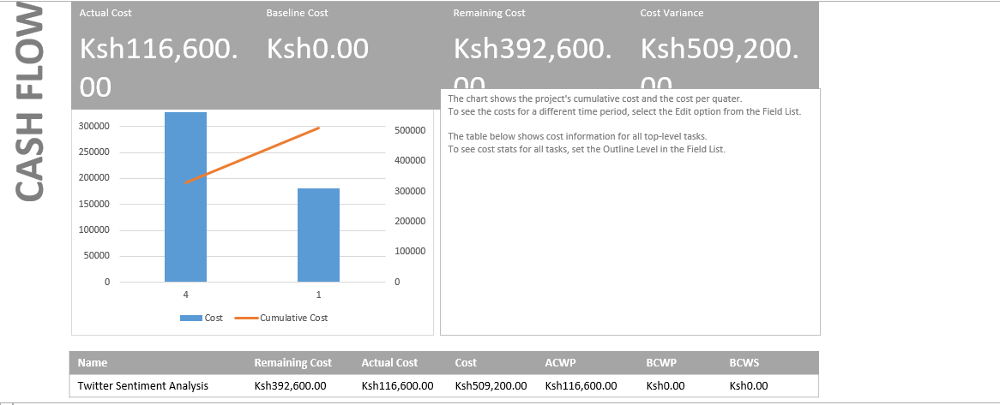 CASH FLOW
Actual Cost Baseline Cost Remaining Cost Cost Variance
Ksh116,600. Ksh0.00 Ksh392,600. Ksh509,200.
00 00 00
The chart shows the project's cumulative cost and the cost per quater.
To see the costs for a different time period, select the Edit option from the Field List.
The table below shows cost information for all top-level tasks.
To see cost stats for all tasks, set the Outline Level in the Field List.
300000
250000
200000
150000
100000
50000
0
500000
400000
300000
200000
100000
0
4 1
Cost Cumulative Cost
Name Remaining Cost Actual Cost Cost ACWP BCWP BCWS
Twitter Sentiment Analysis Ksh392,600.00 Ksh116,600.00 Ksh509,200.00 Ksh116,600.00 Ksh0.00 Ksh0.00